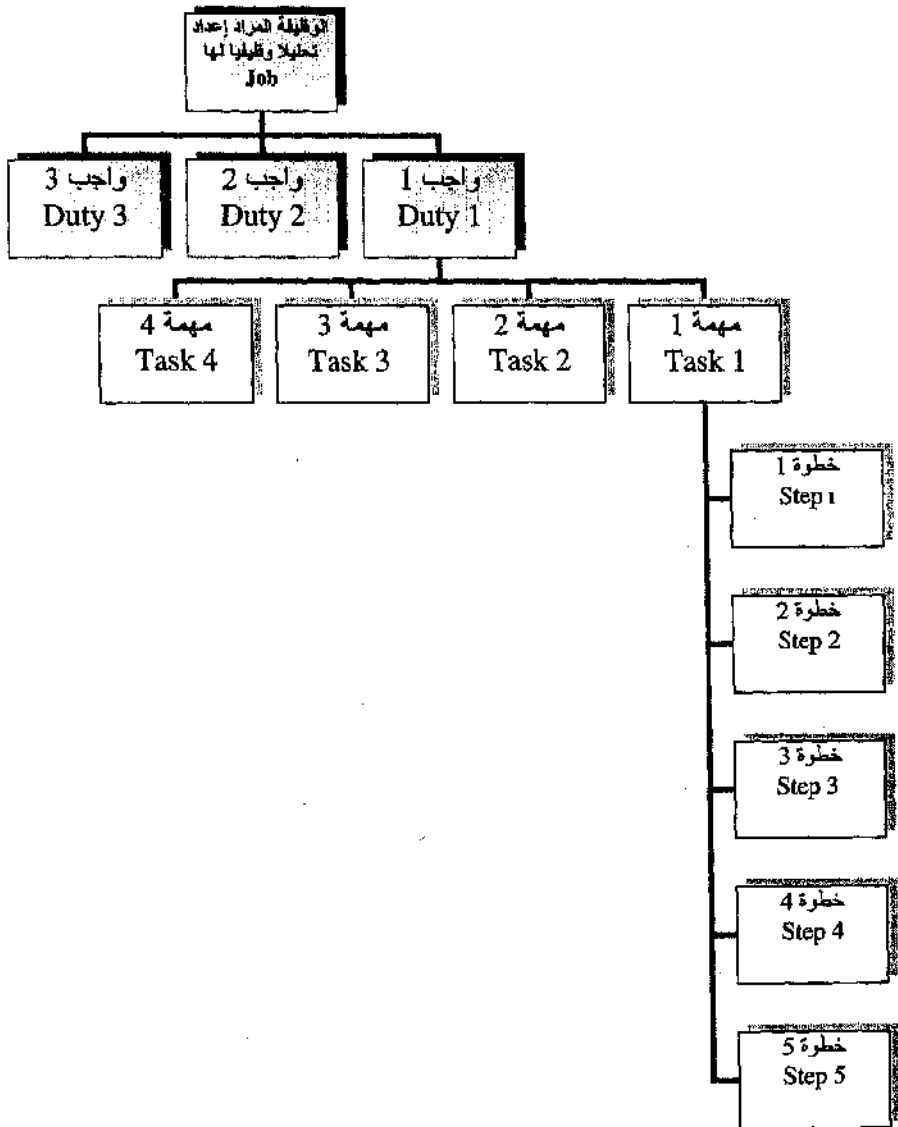 الوظيفة المراد إعداد
تحليلا وظيفيا لها
Job
واجب 1
Duty 1
واجب 2
Duty 2
واجب 3
Duty 3
مهمة 1
Task 1
مهمة 2
Task 2
مهمة 3
Task 3
مهمة 4
Task 4
خطوة 1
Step 1
خطوة 2
Step 2
خطوة 3
Step 3
خطوة 4
Step 4
خطوة 5
Step 5